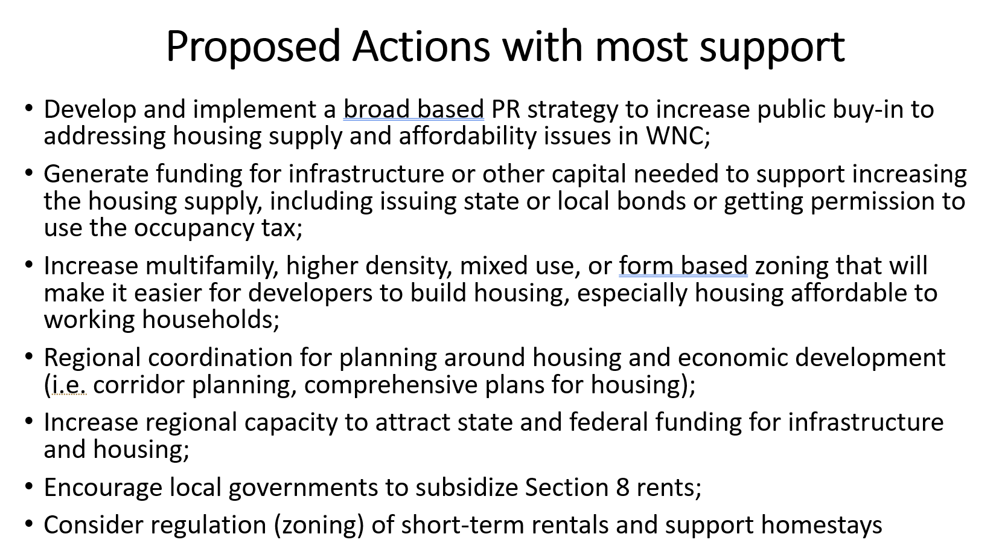 Proposed Actions with most support
• Develop and implement a broad based PR strategy to increase public buy-in to
addressing housing supply and affordability issues in WNC;
• Generate funding for infrastructure or other capital needed to support increasing
the housing supply, including issuing state or local bonds or getting permission to
use the occupancy tax;
• Increase multifamily, higher density, mixed use, or form based zoning that will
make it easier for developers to build housing, especially housing affordable to
working households;
• Regional coordination for planning around housing and economic development
(i.e. corridor planning, comprehensive plans for housing);
• Increase regional capacity to attract state and federal funding for infrastructure
and housing;
• Encourage local governments to subsidize Section 8 rents;
• Consider regulation (zoning) of short-term rentals and support homestays